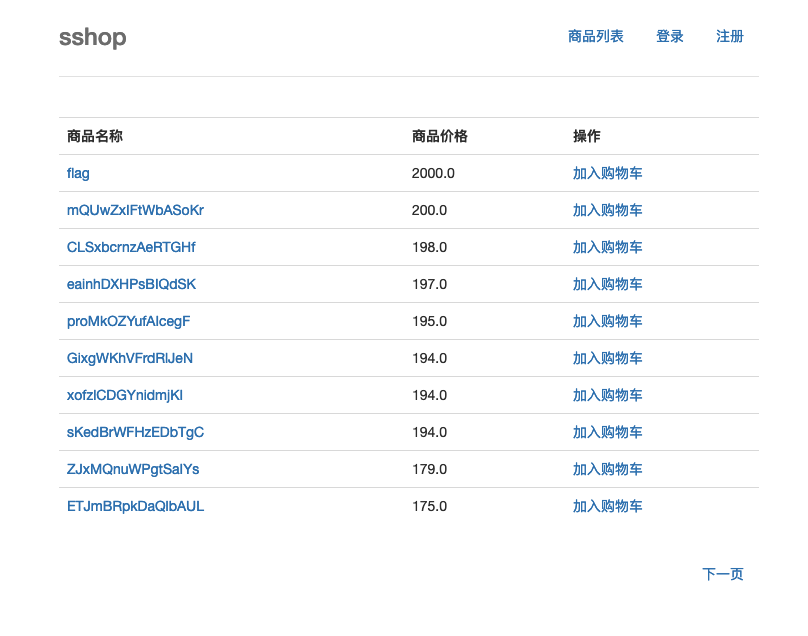 sshop 商品列表 登录 注册
商品名称 商品价格 操作
flag 2000.0 加入购物车
mQUwZxIFtWbASoKr 200.0 加入购物车
CLSxbcrnzAeRTGHf 198.0 加入购物车
eainhDXHPsBIQdSK 197.0 加入购物车
proMkOZYufAlcegF 195.0 加入购物车
GixgWKhVFrdRlJeN 194.0 加入购物车
xofzlCDGYnidmjKI 194.0 加入购物车
sKedBrWFHzEDbTgC 194.0 加入购物车
ZJxMQnuWPgtSaIYs 179.0 加入购物车
ETJmBRpkDaQlbAUL 175.0 加入购物车
下一页